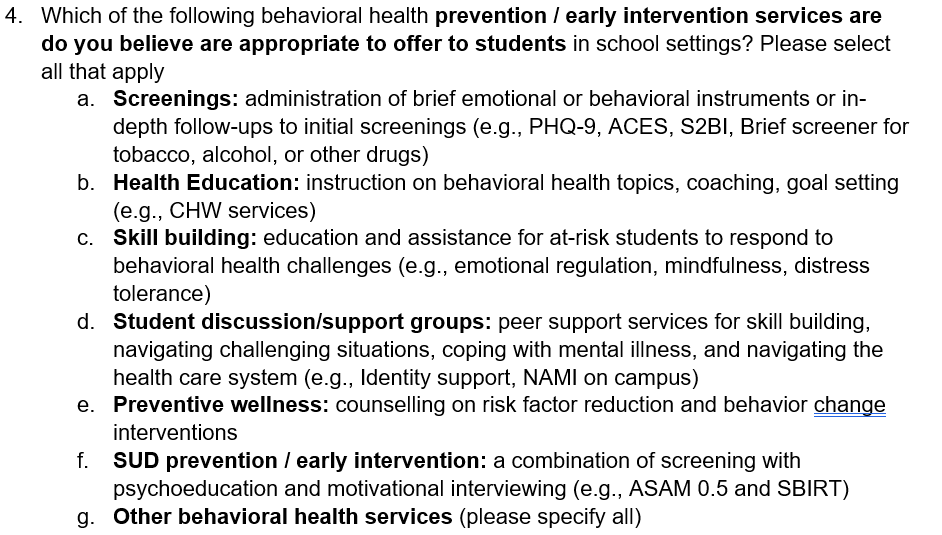 4. Which of the following behavioral health prevention / early intervention services are
do you believe are appropriate to offer to students in school settings? Please select
all that apply
a. Screenings: administration of brief emotional or behavioral instruments or in-
depth follow-ups to initial screenings (e.g., PHQ-9, ACES, S2BI, Brief screener for
tobacco, alcohol, or other drugs)
b. Health Education: instruction on behavioral health topics, coaching, goal setting
(e.g., CHW services)
c. Skill building: education and assistance for at-risk students to respond to
behavioral health challenges (e.g., emotional regulation, mindfulness, distress
tolerance)
d. Student discussion/support groups: peer support services for skill building,
navigating challenging situations, coping with mental illness, and navigating the
health care system (e.g., Identity support, NAMI on campus)
e. Preventive wellness: counselling on risk factor reduction and behavior change
interventions
f. SUD prevention / early intervention: a combination of screening with
psychoeducation and motivational interviewing (e.g., ASAM 0.5 and SBIRT)
g. Other behavioral health services (please specify all)